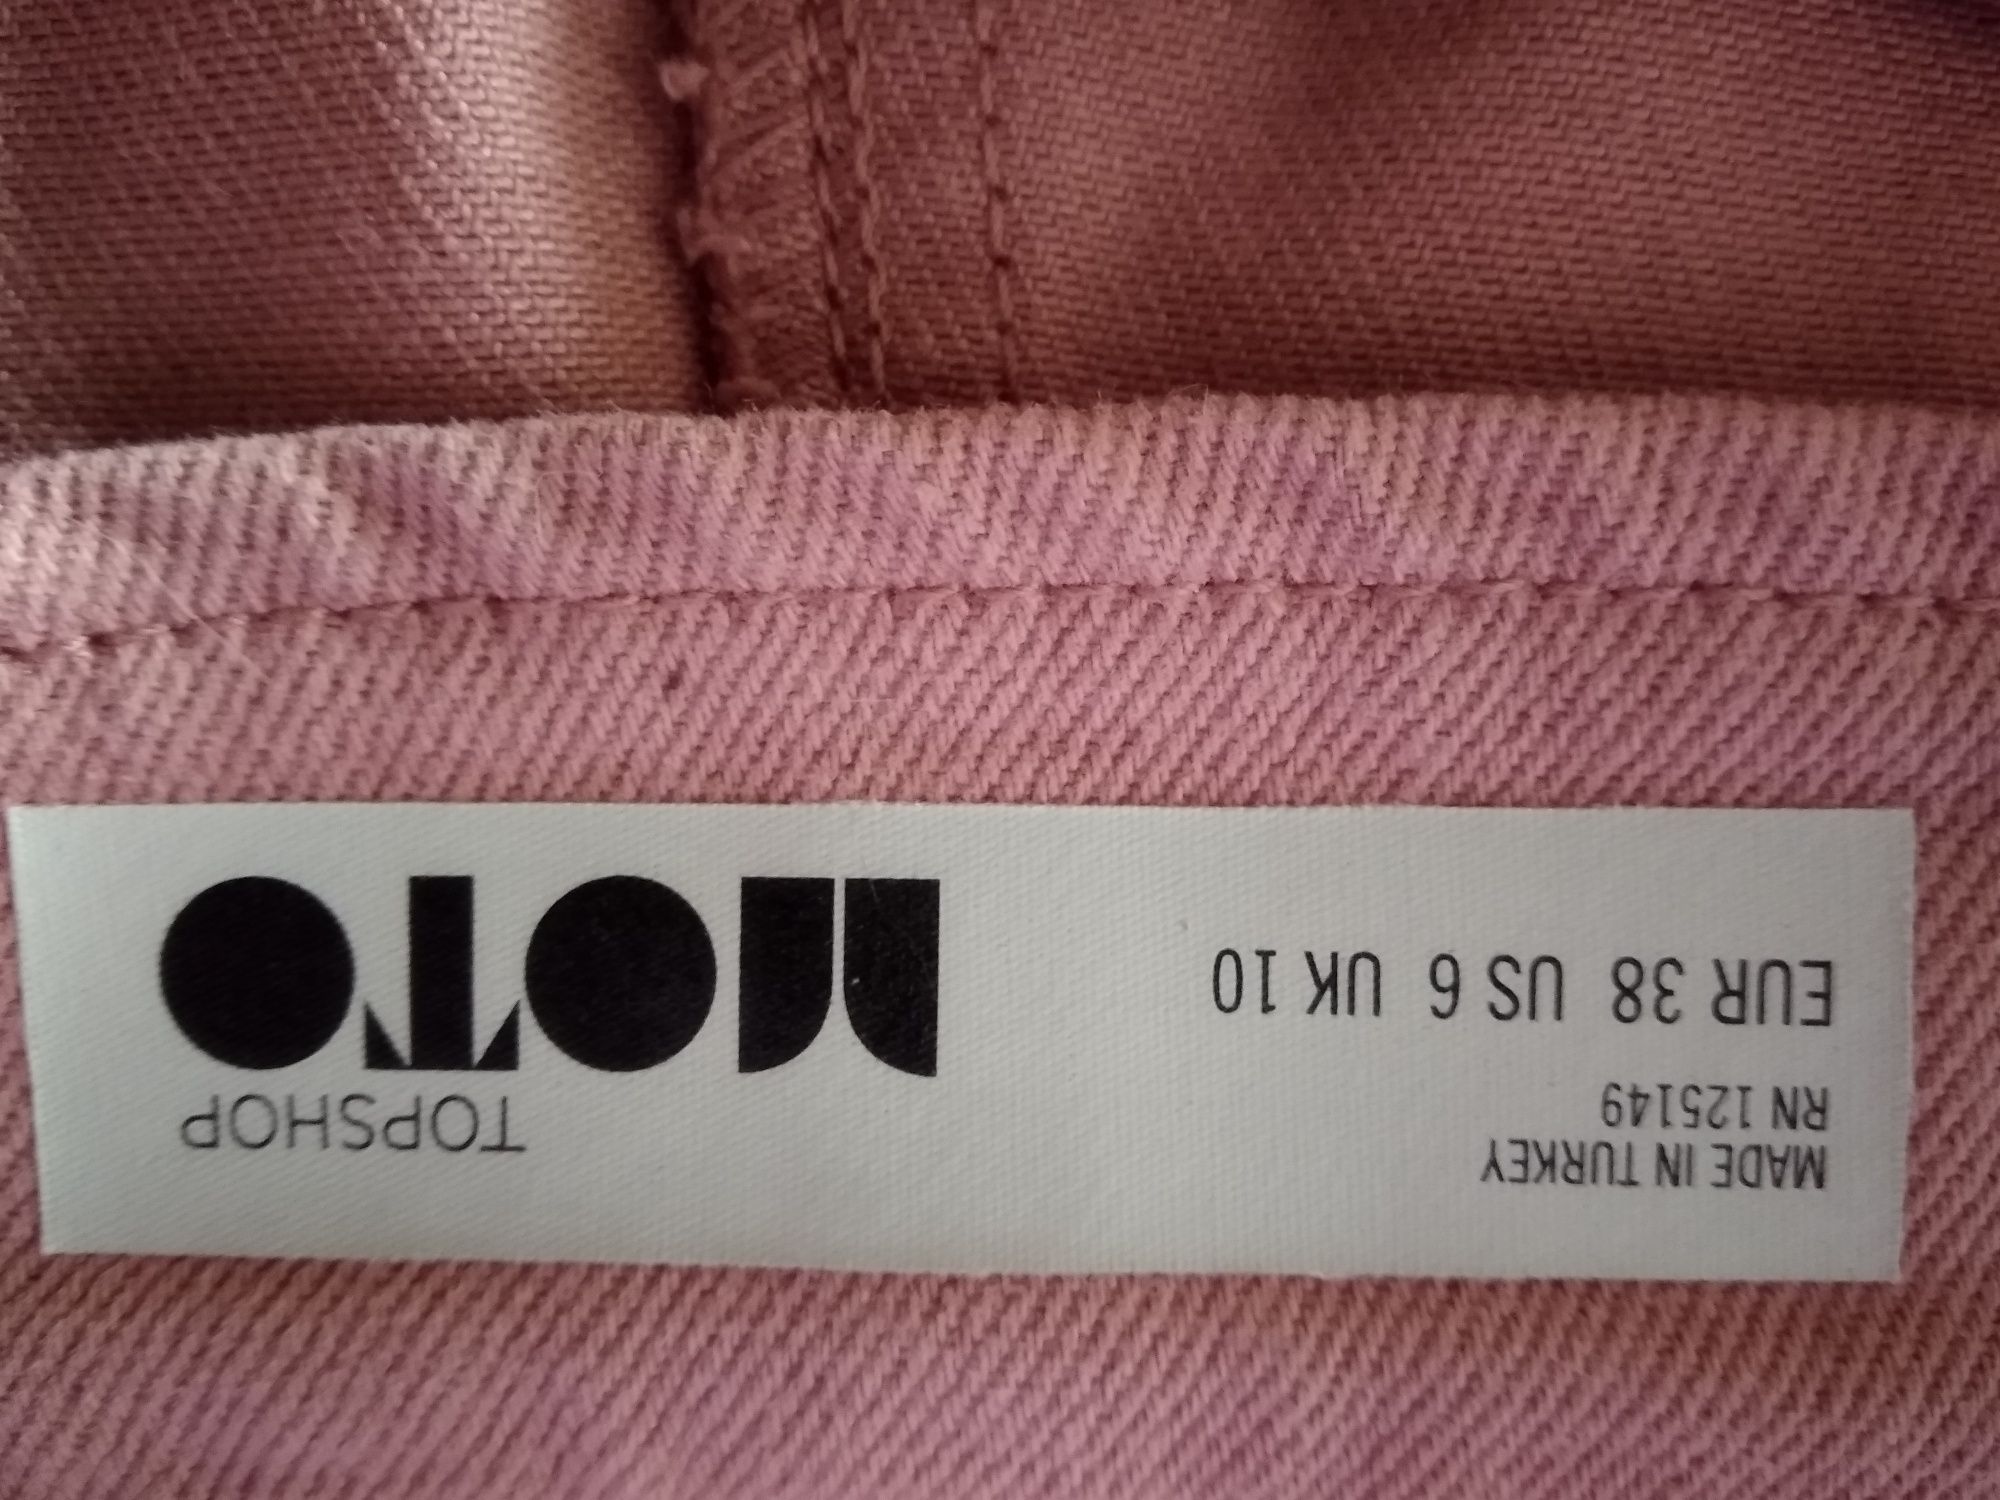 MADE IN TURKEY
RN 125149
EUR 38 US 6 UK 10
TOPSHOP
MOTO